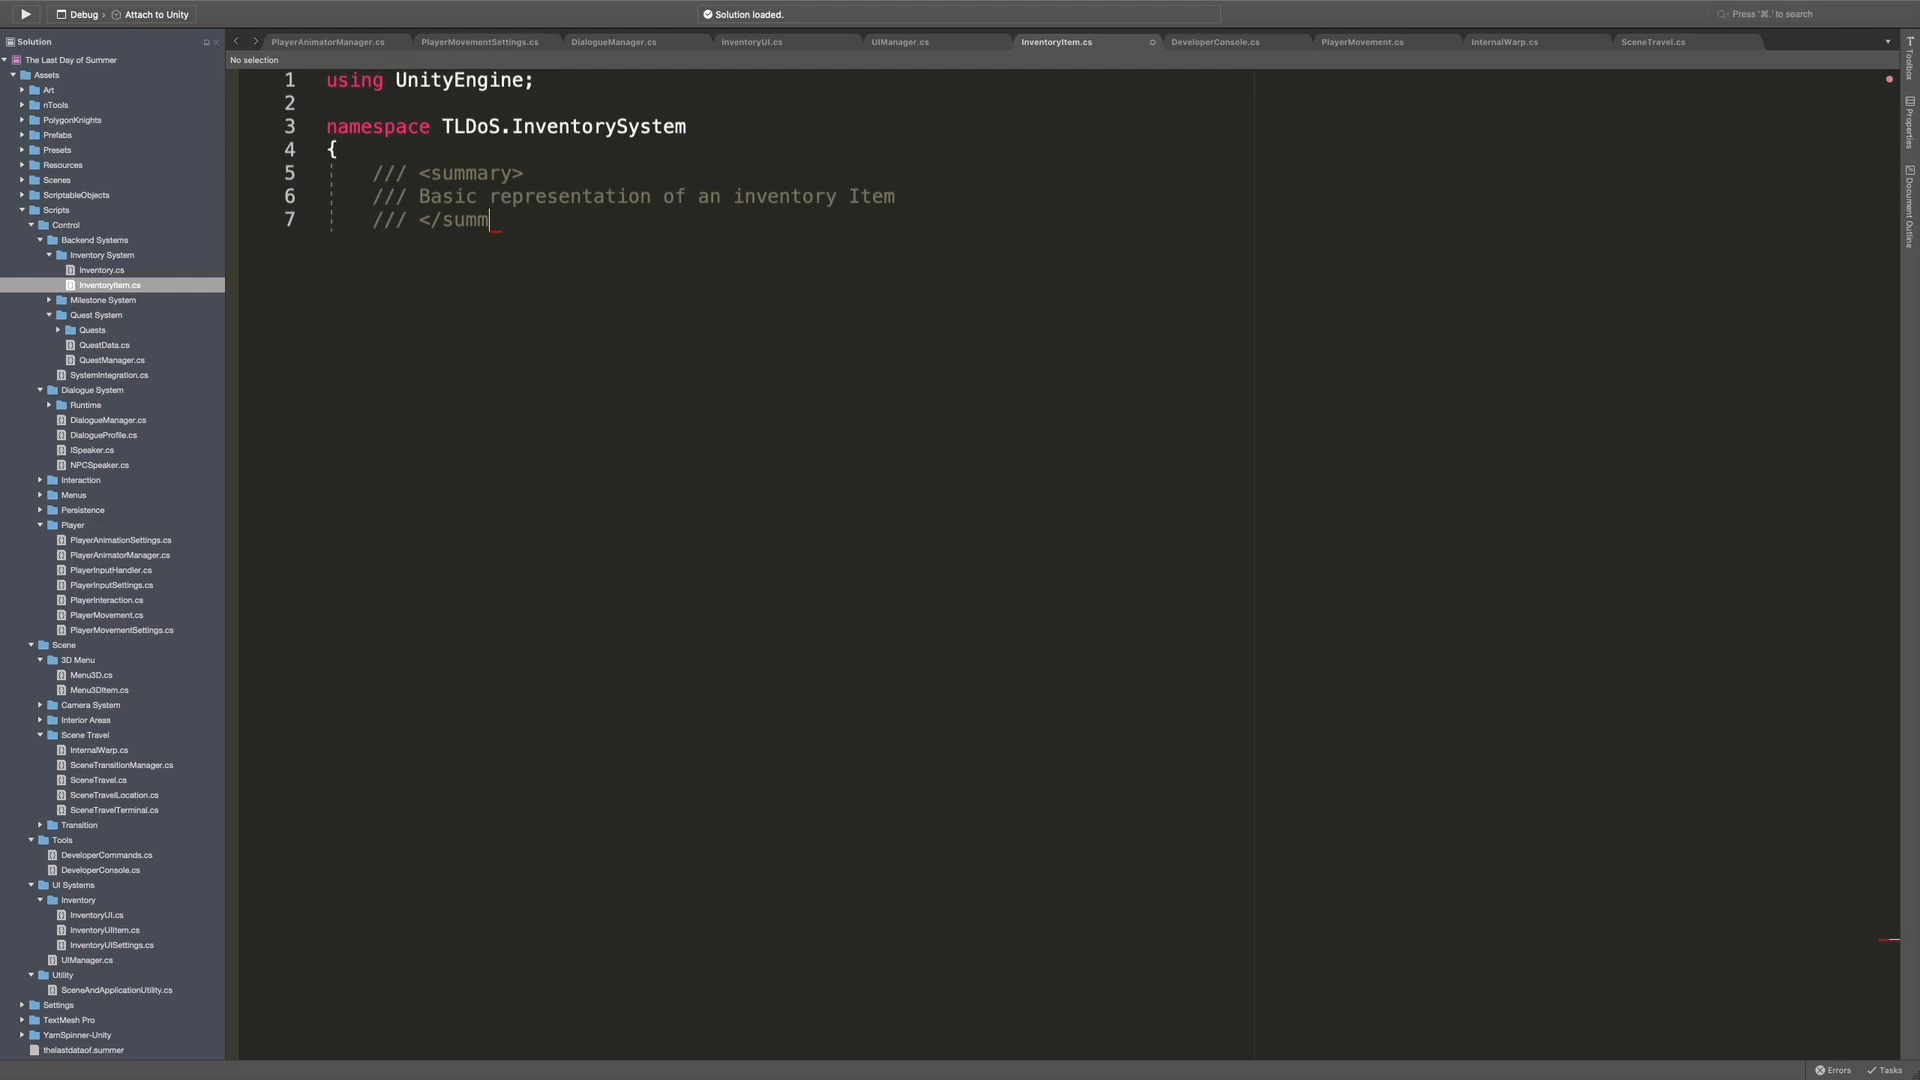 Debug › Attach to Unity
Solution loaded.
Press '⌘.' to search
Solution
PlayerAnimatorManager.cs
PlayerMovementSettings.cs
DialogueManager.cs
InventoryUI.cs
UIManager.cs
InventoryItem.cs
DeveloperConsole.cs
PlayerMovement.cs
InternalWarp.cs
SceneTravel.cs
No selection
The Last Day of Summer
Assets
Art
nTools
PolygonKnights
Prefabs
Presets
Resources
Scenes
ScriptableObjects
Scripts
Control
Backend Systems
Inventory System
Inventory.cs
InventoryItem.cs
Milestone System
Quest System
Quests
QuestData.cs
QuestManager.cs
SystemIntegration.cs
Dialogue System
Runtime
DialogueManager.cs
DialogueProfile.cs
ISpeaker.cs
NPCSpeaker.cs
Interaction
Menus
Persistence
Player
PlayerAnimationSettings.cs
PlayerAnimatorManager.cs
PlayerInputHandler.cs
PlayerInputSettings.cs
PlayerInteraction.cs
PlayerMovement.cs
PlayerMovementSettings.cs
Scene
3D Menu
Menu3D.cs
Menu3DItem.cs
Camera System
Interior Areas
Scene Travel
InternalWarp.cs
SceneTransitionManager.cs
SceneTravel.cs
SceneTravelLocation.cs
SceneTravelTerminal.cs
Transition
Tools
DeveloperCommands.cs
DeveloperConsole.cs
UI Systems
Inventory
InventoryUI.cs
InventoryUIItem.cs
InventoryUISettings.cs
UIManager.cs
Utility
SceneAndApplicationUtility.cs
Settings
TextMesh Pro
YarnSpinner-Unity
thelastdataof.summer
1 using UnityEngine;
2
3 namespace TLDoS.InventorySystem
4 {
5 /// <summary>
6 /// Basic representation of an inventory Item
7 /// </summ
Toolbox
Properties
Document Outline
Errors
Tasks